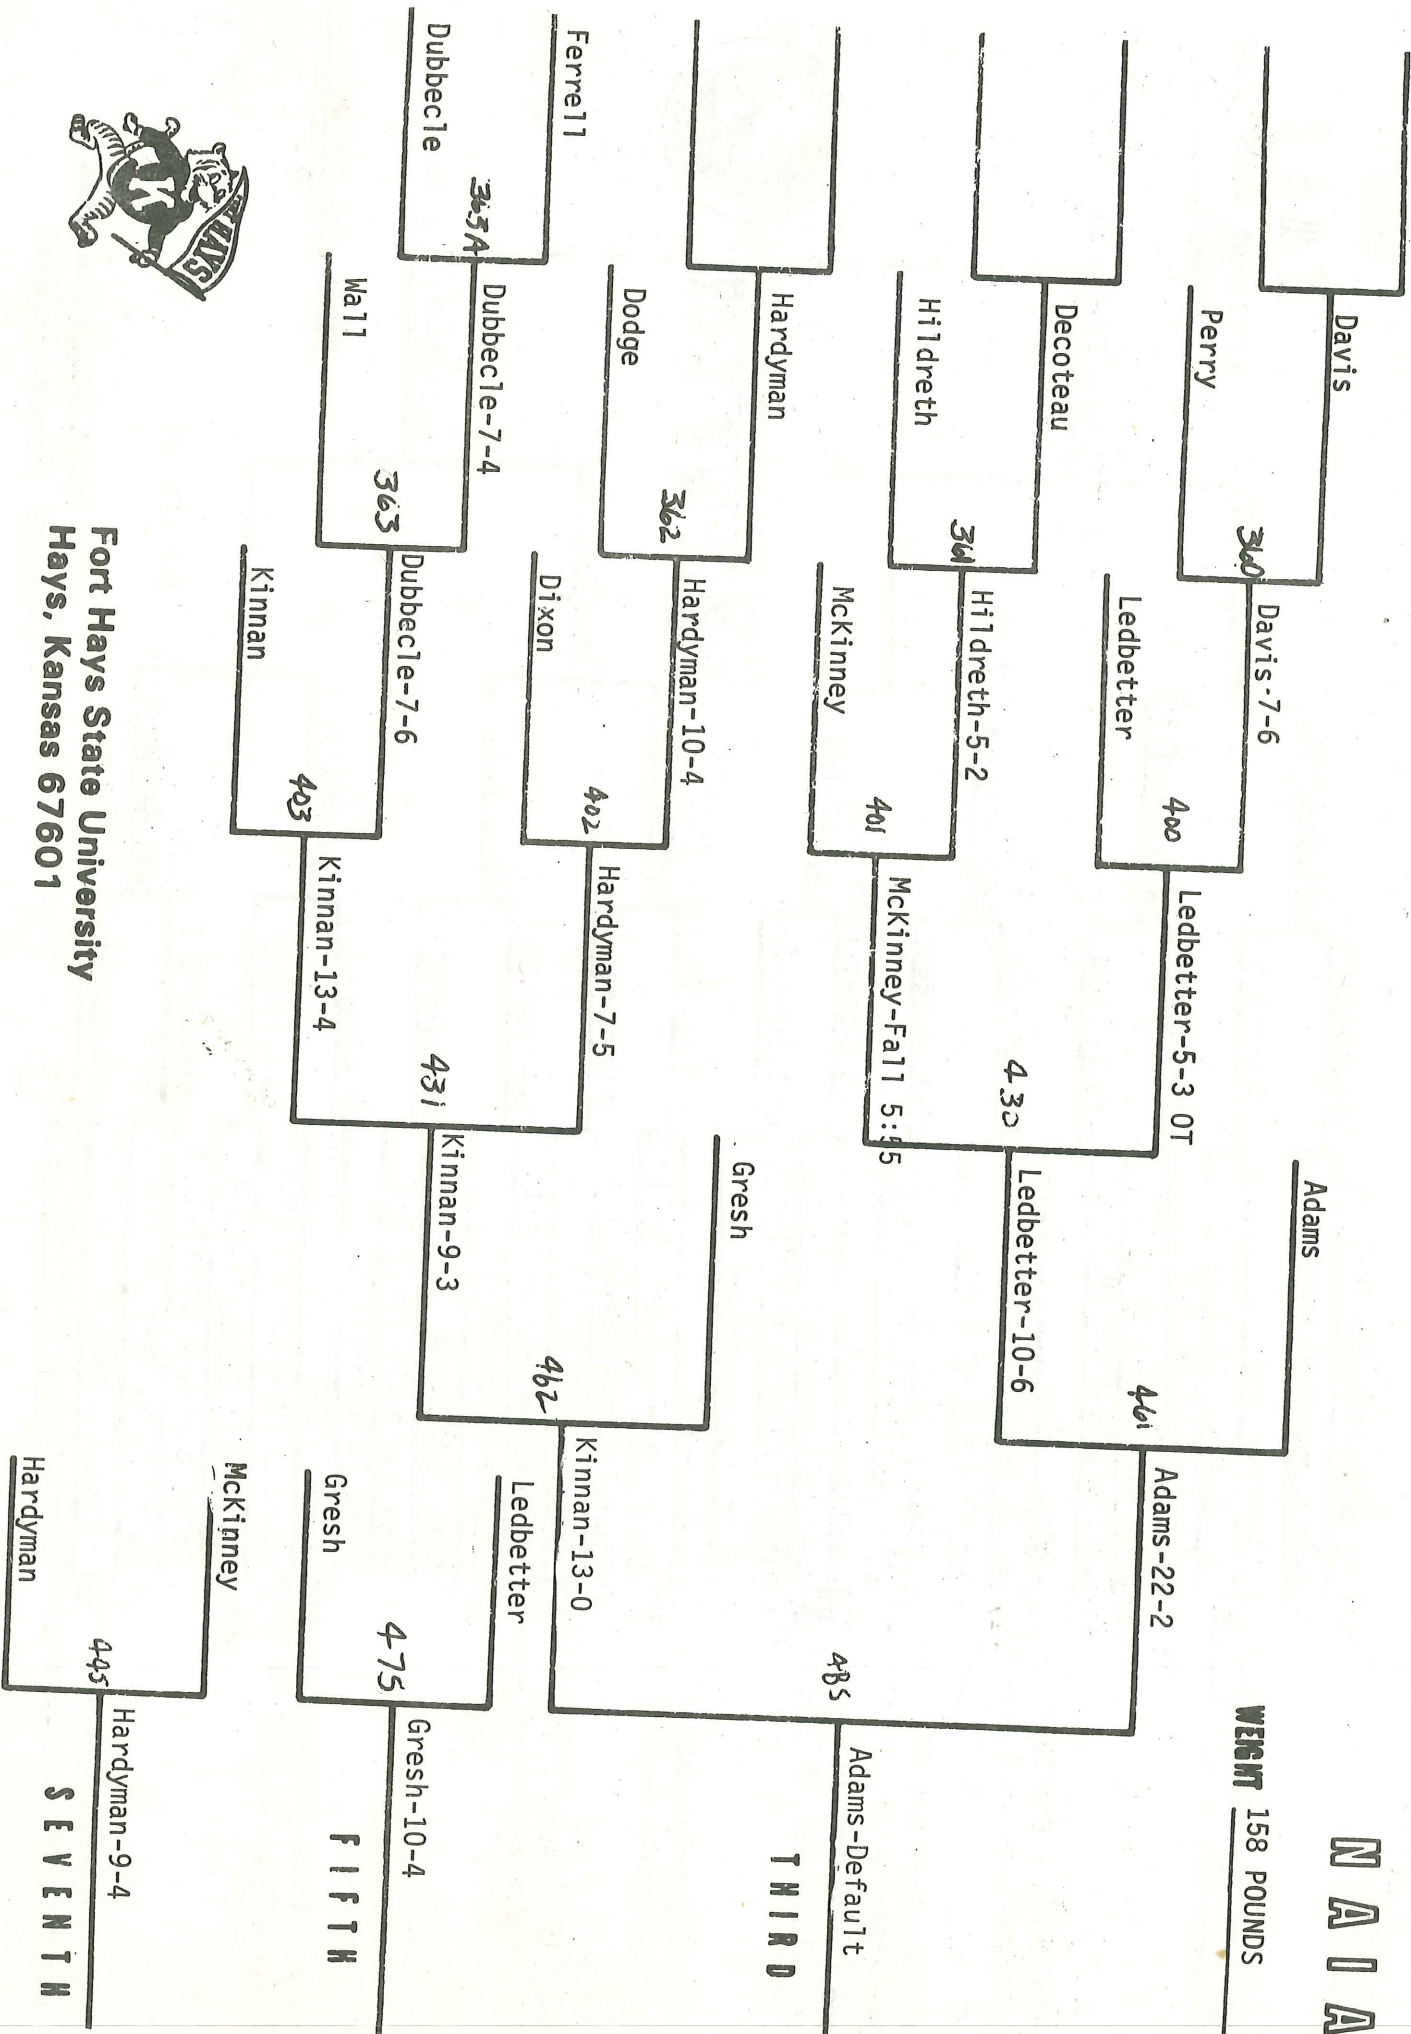 N A I A
WEIGHT 158 POUNDS
Davis
Perry
360
Davis-7-6
Ledbetter
400
Ledbetter-5-3 OT
Decoteau
Hildreth
361
Hildreth-5-2
McKinney
401
McKinney-Fall 5:55
430
Ledbetter-10-6
Adams
461
Adams-22-2
Hardyman
Dodge
362
Hardyman-10-4
Dixon
402
Hardyman-7-5
Ferrell
Dubbecle
363A
Dubbecle-7-4
Wall
363
Dubbecle-7-6
Kinnan
403
Kinnan-13-4
431
Kinnan-9-3
Gresh
462
Kinnan-13-0
485
Adams-Default
THIRD
Ledbetter
Gresh
475
Gresh-10-4
FIFTH
McKinney
Hardyman
445
Hardyman-9-4
SEVENTH
K
HAYS
Fort Hays State University
Hays, Kansas 67601